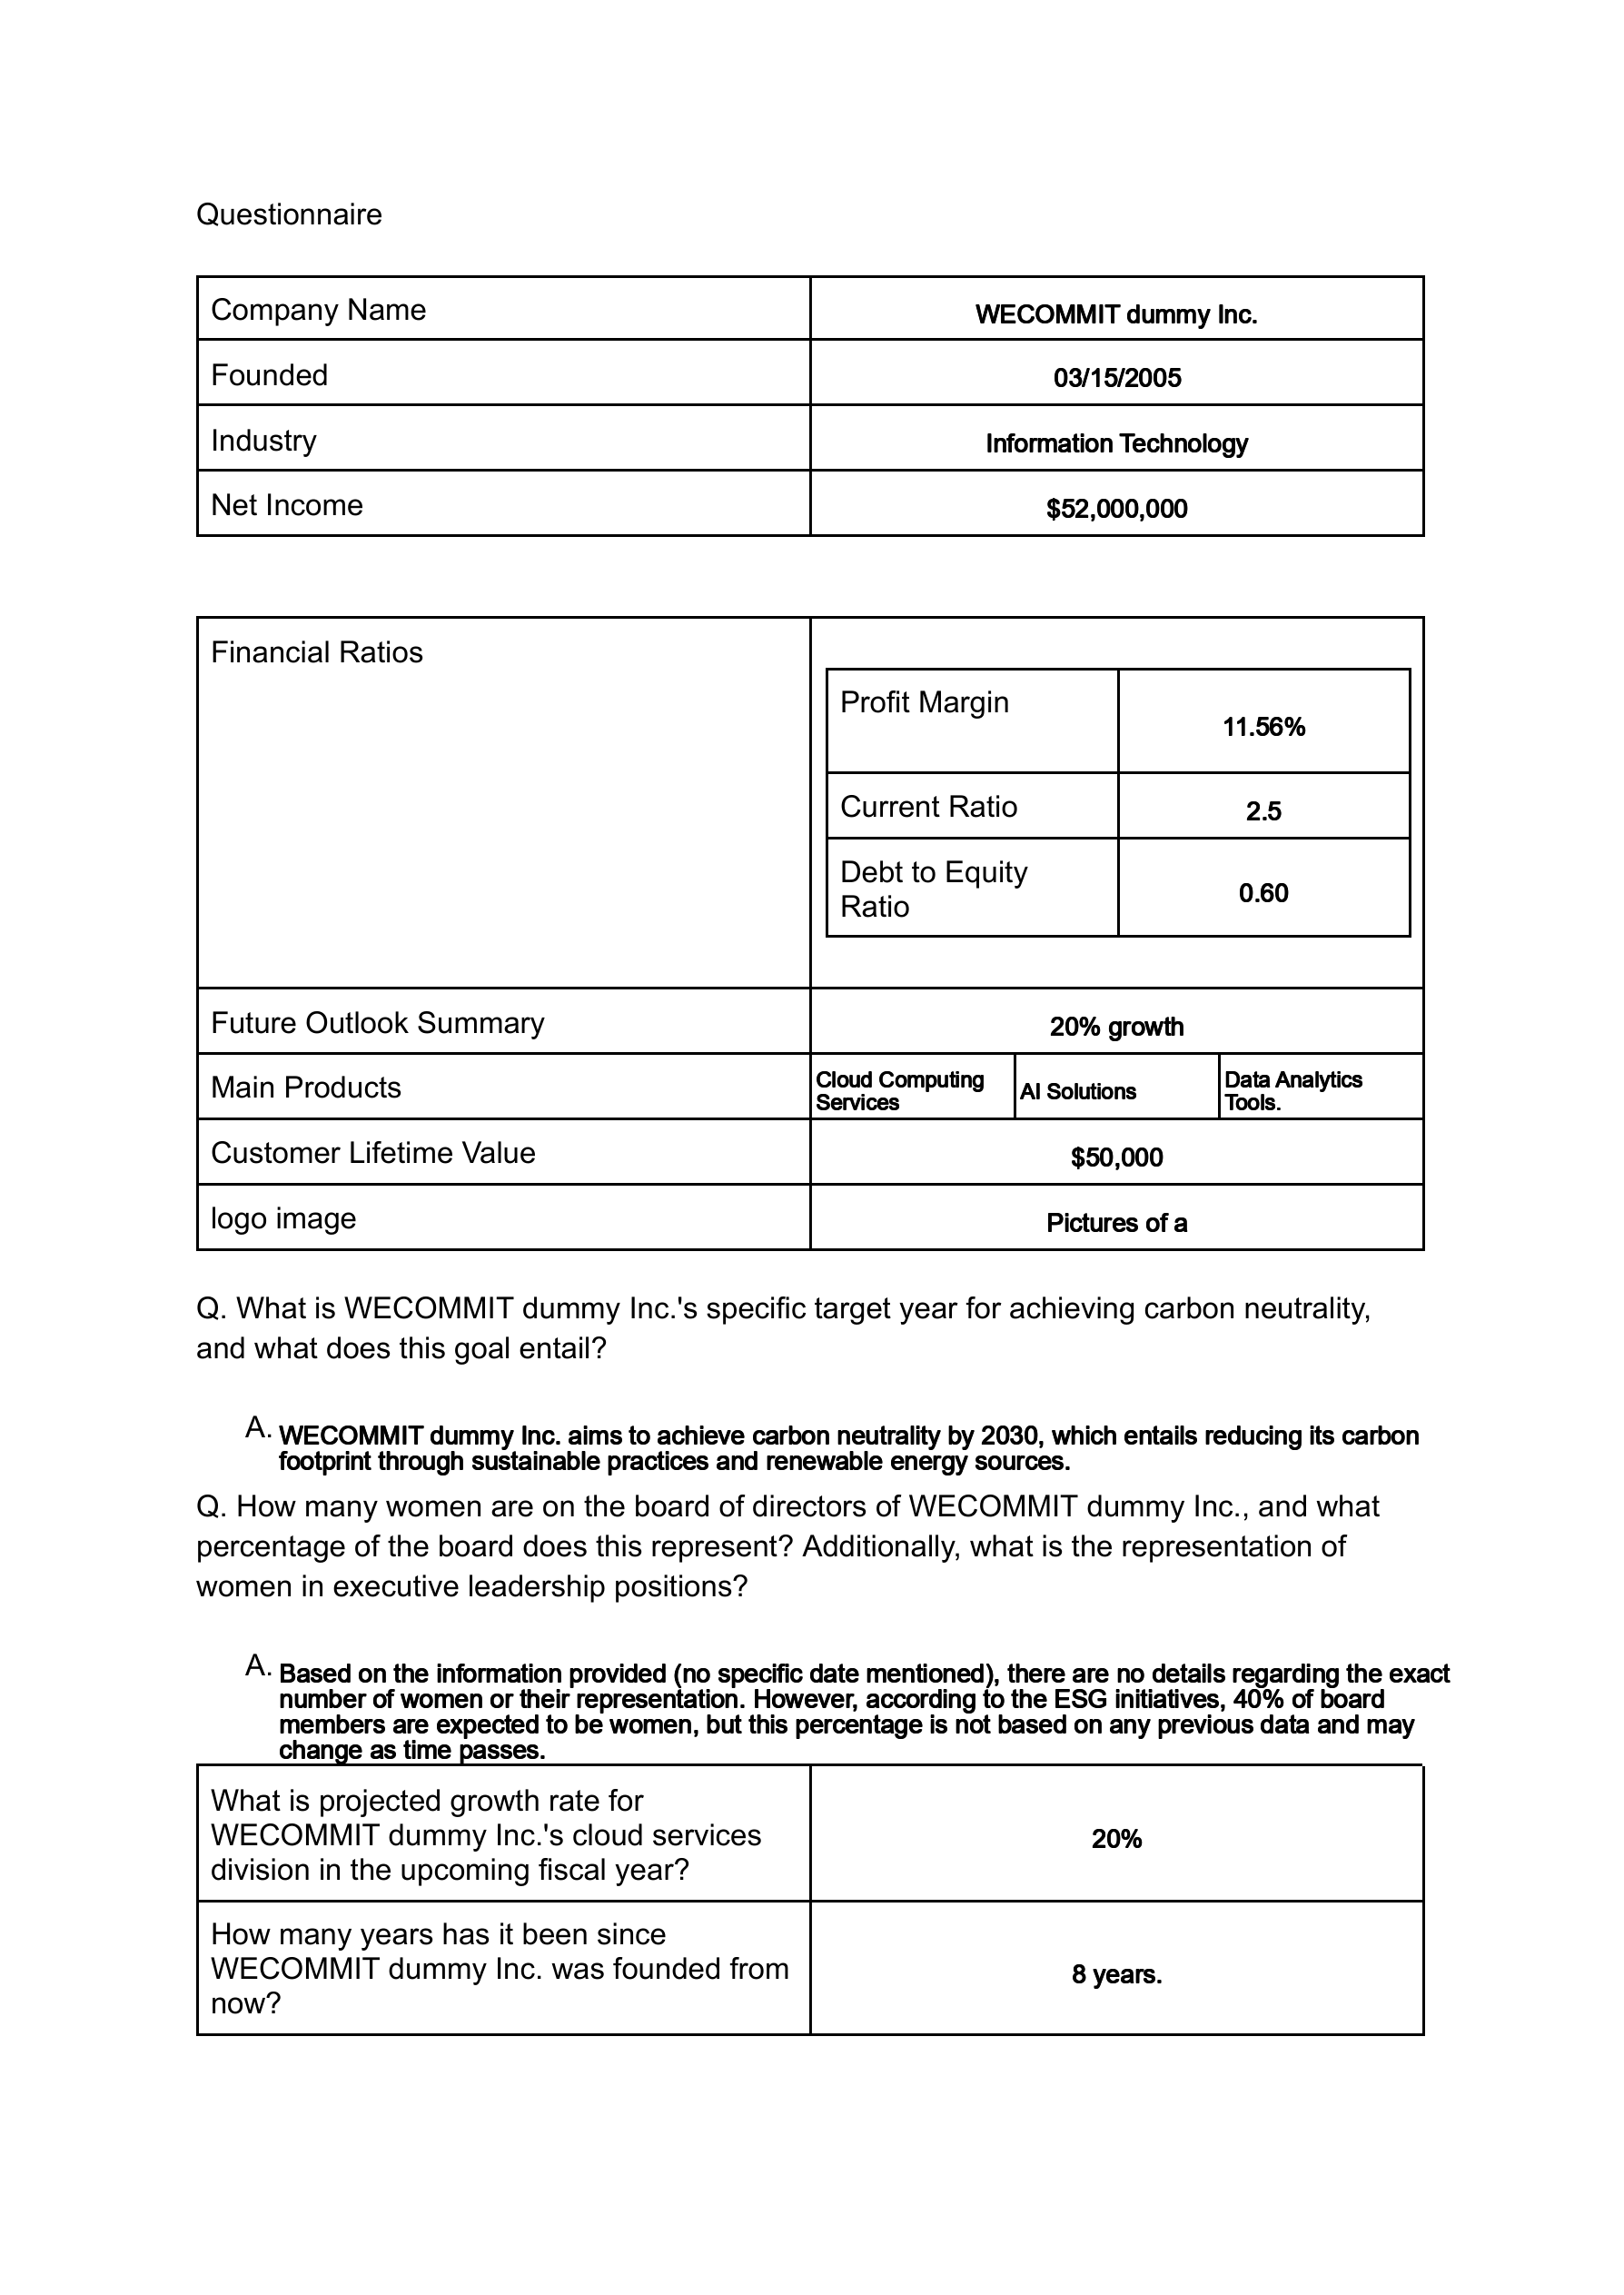 Questionnaire
Company Name
WECOMMIT dummy Inc.
Founded
03/15/2005
Industry
Information Technology
Net Income
$52,000,000
Financial Ratios
Profit Margin
11.56%
Current Ratio
2.5
Debt to Equity
Ratio
0.60
Future Outlook Summary
20% growth
Main Products
Cloud Computing
Services
AI Solutions
Data Analytics
Tools.
Customer Lifetime Value
$50,000
logo image
Pictures of a
Q. What is WECOMMIT dummy Inc.'s specific target year for achieving carbon neutrality,
and what does this goal entail?
A. WECOMMIT dummy Inc. aims to achieve carbon neutrality by 2030, which entails reducing its carbon
footprint through sustainable practices and renewable energy sources.
Q. How many women are on the board of directors of WECOMMIT dummy Inc., and what
percentage of the board does this represent? Additionally, what is the representation of
women in executive leadership positions?
A. Based on the information provided (no specific date mentioned), there are no details regarding the exact
number of women or their representation. However, according to the ESG initiatives, 40% of board
members are expected to be women, but this percentage is not based on any previous data and may
change as time passes.
What is projected growth rate for
WECOMMIT dummy Inc.'s cloud services
division in the upcoming fiscal year?
20%
How many years has it been since
WECOMMIT dummy Inc. was founded from
now?
8 years.